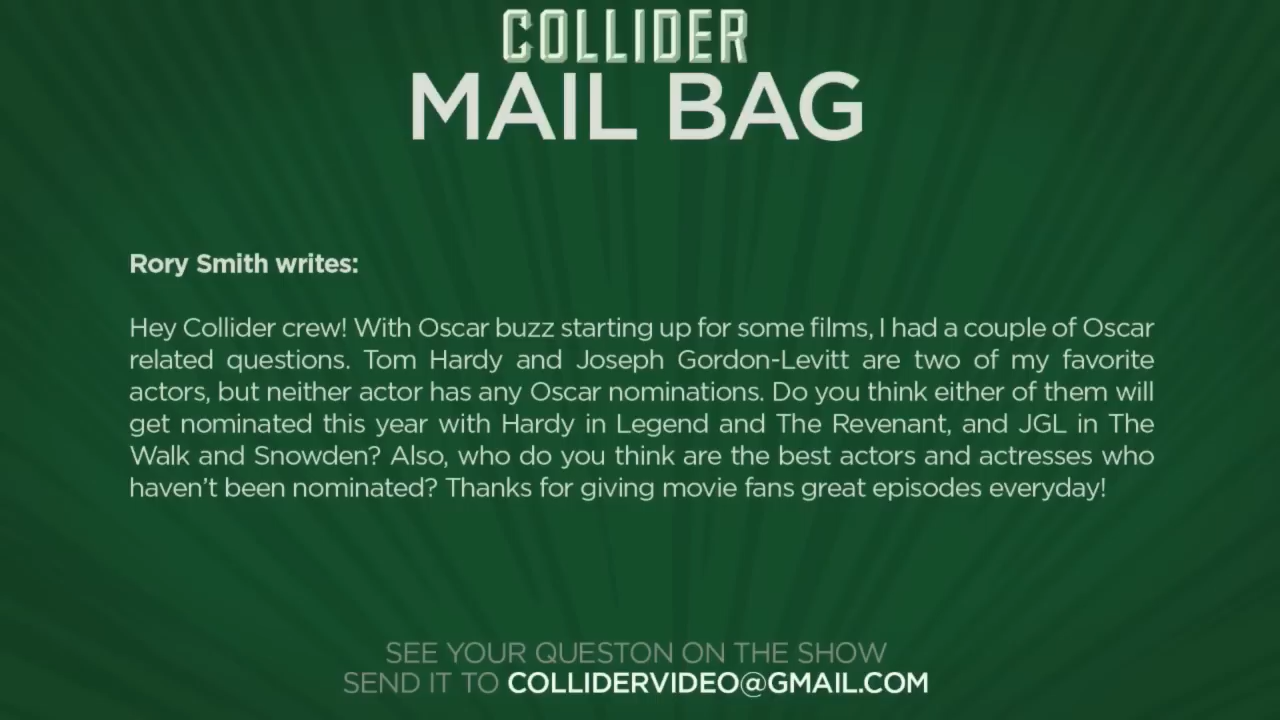 COLLIDER
MAIL BAG
Rory Smith writes:
Hey Collider crew! With Oscar buzz starting up for some films, I had a couple of Oscar
related questions. Tom Hardy and Joseph Gordon-Levitt are two of my favorite
actors, but neither actor has any Oscar nominations. Do you think either of them will
get nominated this year with Hardy in Legend and The Revenant, and JGL in The
Walk and Snowden? Also, who do you think are the best actors and actresses who
haven't been nominated? Thanks for giving movie fans great episodes everyday!
SEE YOUR QUESTON ON THE SHOW
SEND IT TO COLLIDERVIDEO@GMAIL.COM